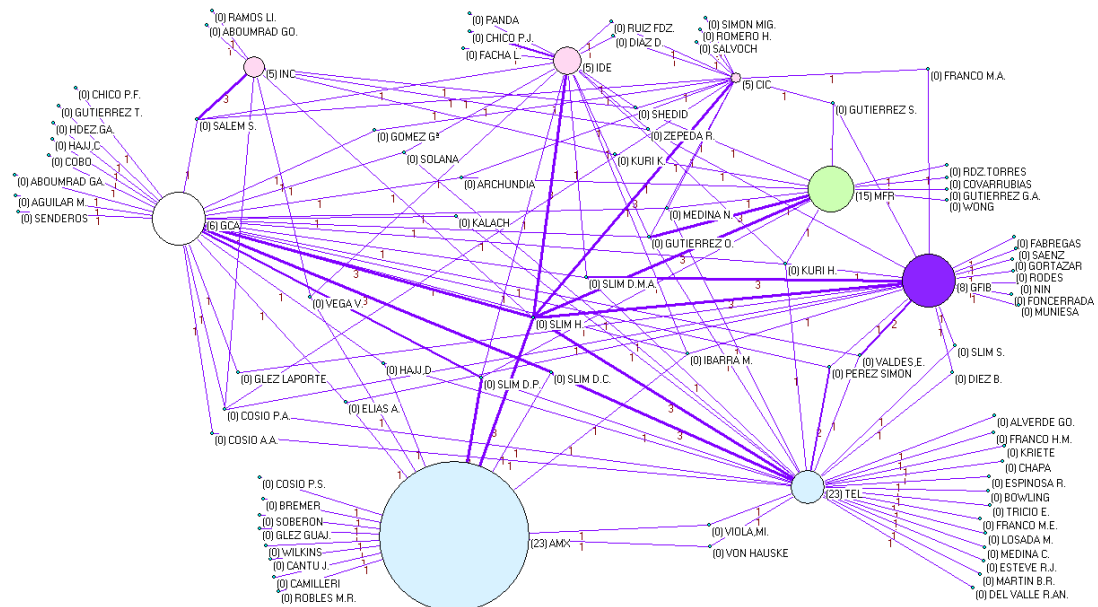 (0) RAMOS LI.
(0) ABOUMRAD GO.
(5) INC
(0) PANDA
(0) CHICO P.J.
(0) FACHA L.
(5) IDE
(0) RUIZ FDZ.
(0) DIAZ D.
(0) SIMON MIG.
(0) ROMERO H.
(0) SALVOCH
(5) CIC
(0) FRANCO M.A.
(0) GUTIERREZ S.
(0) CHICO P.F.
(0) GUTIERREZ T.
(0) HDEZ.GA.
(0) HAJJ.C
(0) COBO
(0) ABOUMRAD GA.
(0) AGUILAR M.
(0) SENDEROS
(6) GCA
(0) SALEM S.
(0) GOMEZ Gª
(0) SOLANA
(0) ARCHUNDIA
(0) KALACH
(0) SHEDID
(0) ZEPEDA R.
(0) KURI K.
(0) MEDINA N.
(0) GUTIERREZ O.
(15) MFR
(0) RDZ.TORRES
(0) COVARRUBIAS
(0) GUTIERREZ G.A.
(0) WONG
(0) KURI H.
(8) GFIB
(0) FABREGAS
(0) SAENZ
(0) GORTAZAR
(0) RODES
(0) NIN
(0) FONCERRADA
(0) MUNIESA
(0) SLIM D.M.A.
(0) VEGA V.
(0) SLIM H.
(0) IBARRA M.
(0) VALDES,E.
(0) PEREZ SIMON
(0) SLIM S.
(0) DIEZ B.
(0) GLEZ LAPORTE
(0) HAJJ.D
(0) SLIM D.P.
(0) SLIM D.C.
(0) ELIAS A.
(0) COSIO P.A.
(0) COSIO A.A.
(0) COSIO P.S.
(0) BREMER
(0) SOBERON
(0) GLEZ GUAJ.
(0) WILKINS
(0) CANTU J.
(0) CAMILLERI
(0) ROBLES M.R.
(23) AMX
(0) VIOLA,MI.
(0) VON HAUSKE
(23) TEL
(0) ALVERDE GO.
(0) FRANCO H.M.
(0) KRIETE
(0) CHAPA
(0) ESPINOSA R.
(0) BOWLING
(0) TRICIO E.
(0) FRANCO M.E.
(0) LOSADA M.
(0) MEDINA C.
(0) ESTEVE R.J.
(0) MARTIN B.R.
(0) DEL VALLE R.AN.